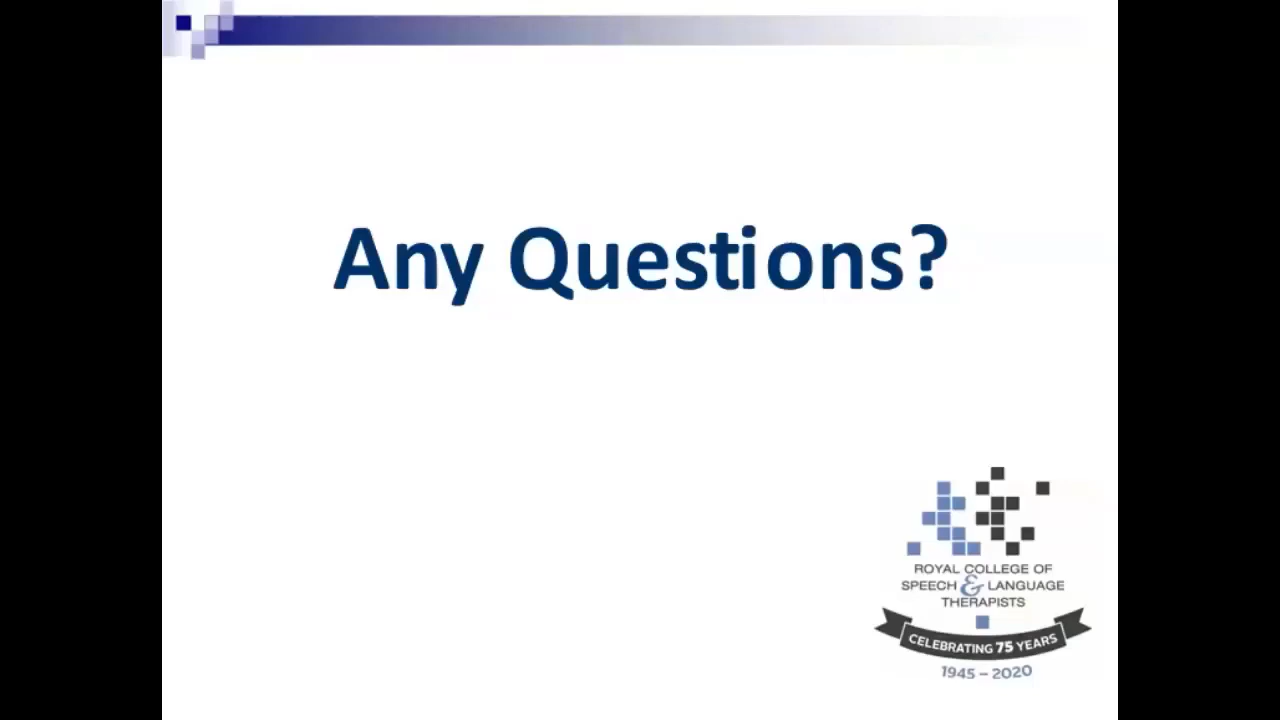 Any Questions?
ROYAL COLLEGE OF
SPEECH & LANGUAGE
THERAPISTS
CELEBRATING 75 YEARS
1945 – 2020